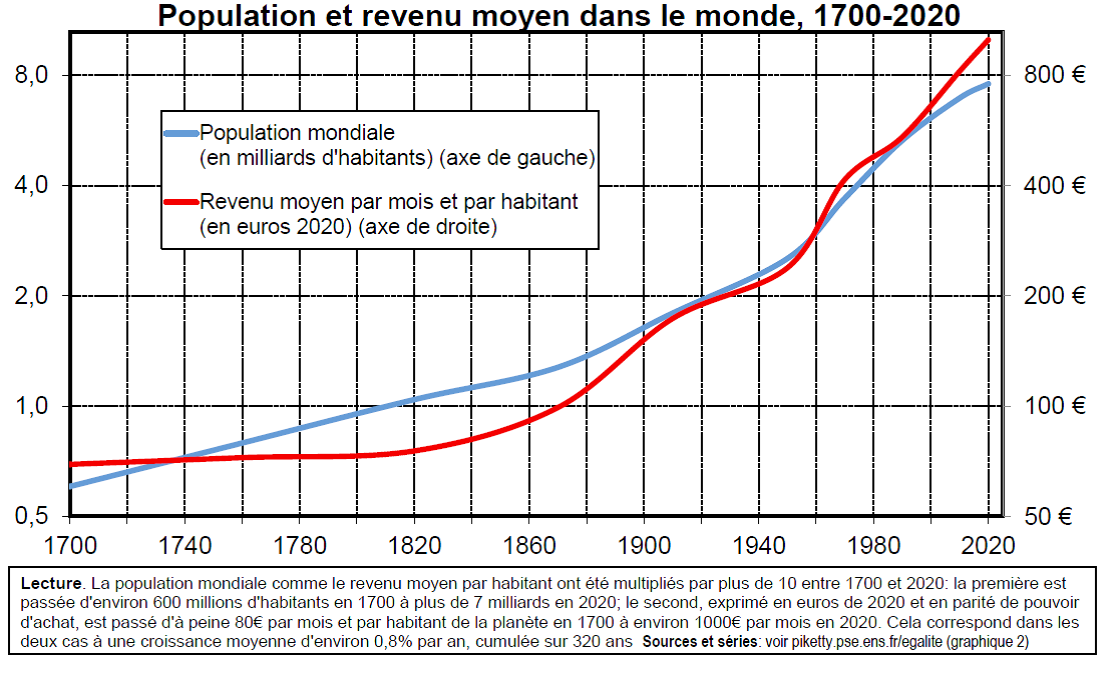 Population et revenu moyen dans le monde, 1700-2020
8,0
4,0
2,0
1,0
0,5
800 €
400 €
200 €
100 €
50 €
Population mondiale
(en milliards d'habitants) (axe de gauche)
Revenu moyen par mois et par habitant
(en euros 2020) (axe de droite)
1700 1740 1780 1820 1860 1900 1940 1980 2020
Lecture. La population mondiale comme le revenu moyen par habitant ont été multipliés par plus de 10 entre 1700 et 2020: la première est
passée d'environ 600 millions d'habitants en 1700 à plus de 7 milliards en 2020; le second, exprimé en euros de 2020 et en parité de pouvoir
d'achat, est passé d'à peine 80€ par mois et par habitant de la planète en 1700 à environ 1000€ par mois en 2020. Cela correspond dans les
deux cas à une croissance moyenne d'environ 0,8% par an, cumulée sur 320 ans Sources et séries: voir piketty.pse.ens.fr/egalite (graphique 2)